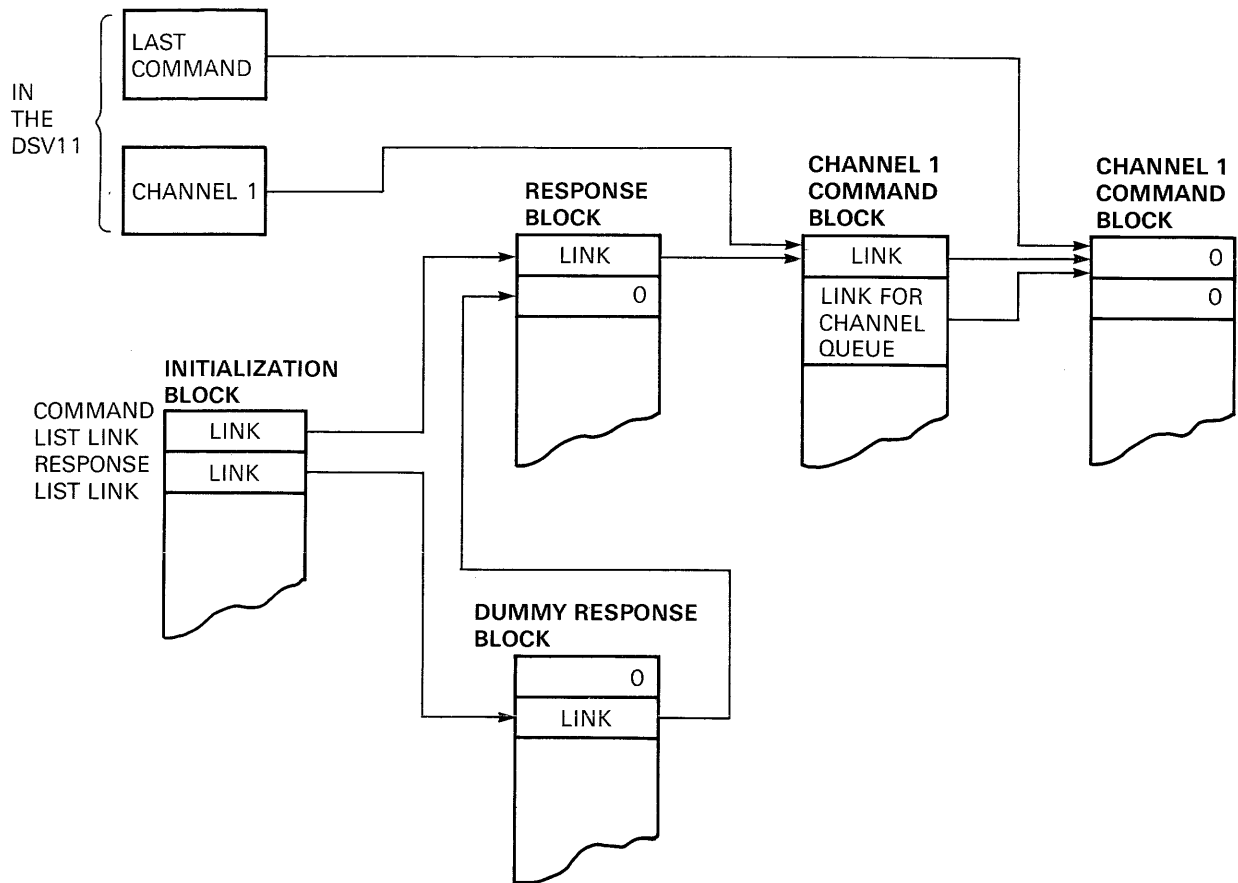 LAST
COMMAND
IN
THE
DSV11
CHANNEL 1
RESPONSE
BLOCK
LINK
0
CHANNEL 1
COMMAND
BLOCK
LINK
LINK FOR
CHANNEL
QUEUE
CHANNEL 1
COMMAND
BLOCK
0
0
INITIALIZATION
BLOCK
COMMAND
LIST LINK
LINK
RESPONSE
LIST LINK
LINK
DUMMY RESPONSE
BLOCK
0
LINK